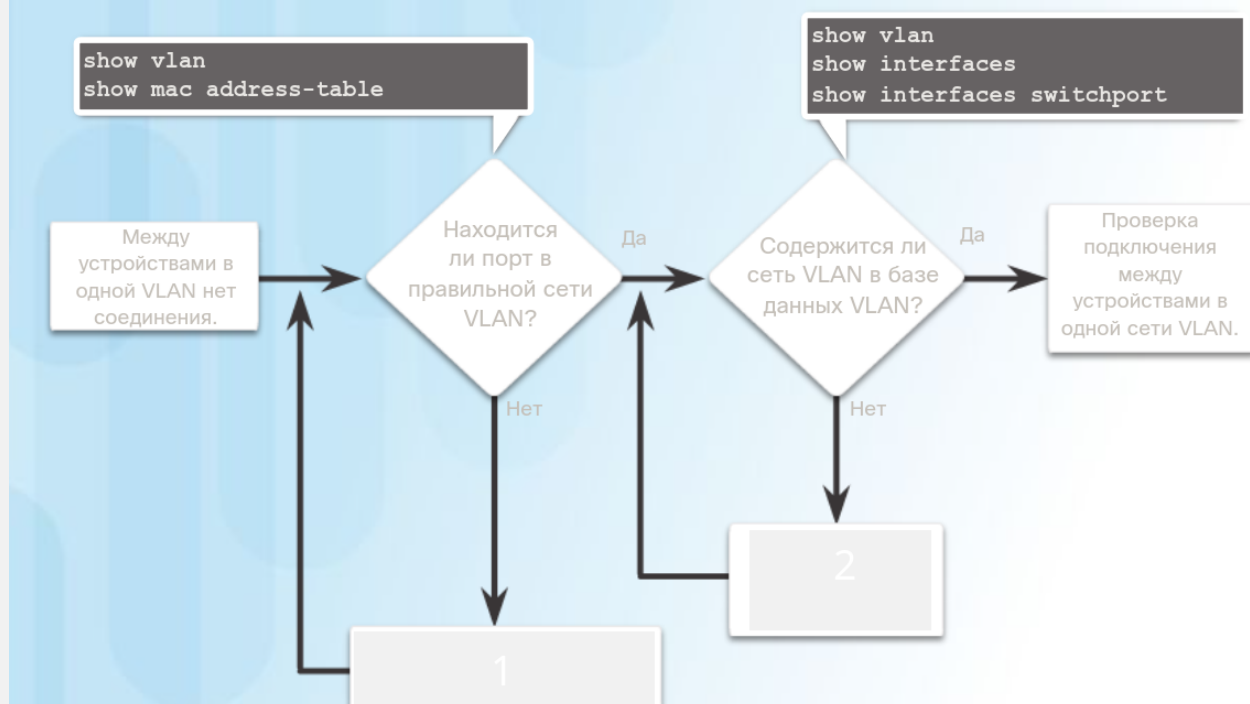 show vlan
show mac address-table
show vlan
show interfaces
show interfaces switchport
Между
устройствами в
одной VLAN нет
соединения.
Находится
ли порт в
правильной сети
VLAN?
Да
Содержится ли
сеть VLAN в базе
данных VLAN?
Да
Проверка
подключения
между
устройствами в
одной сети VLAN.
Нет
Нет
2
1